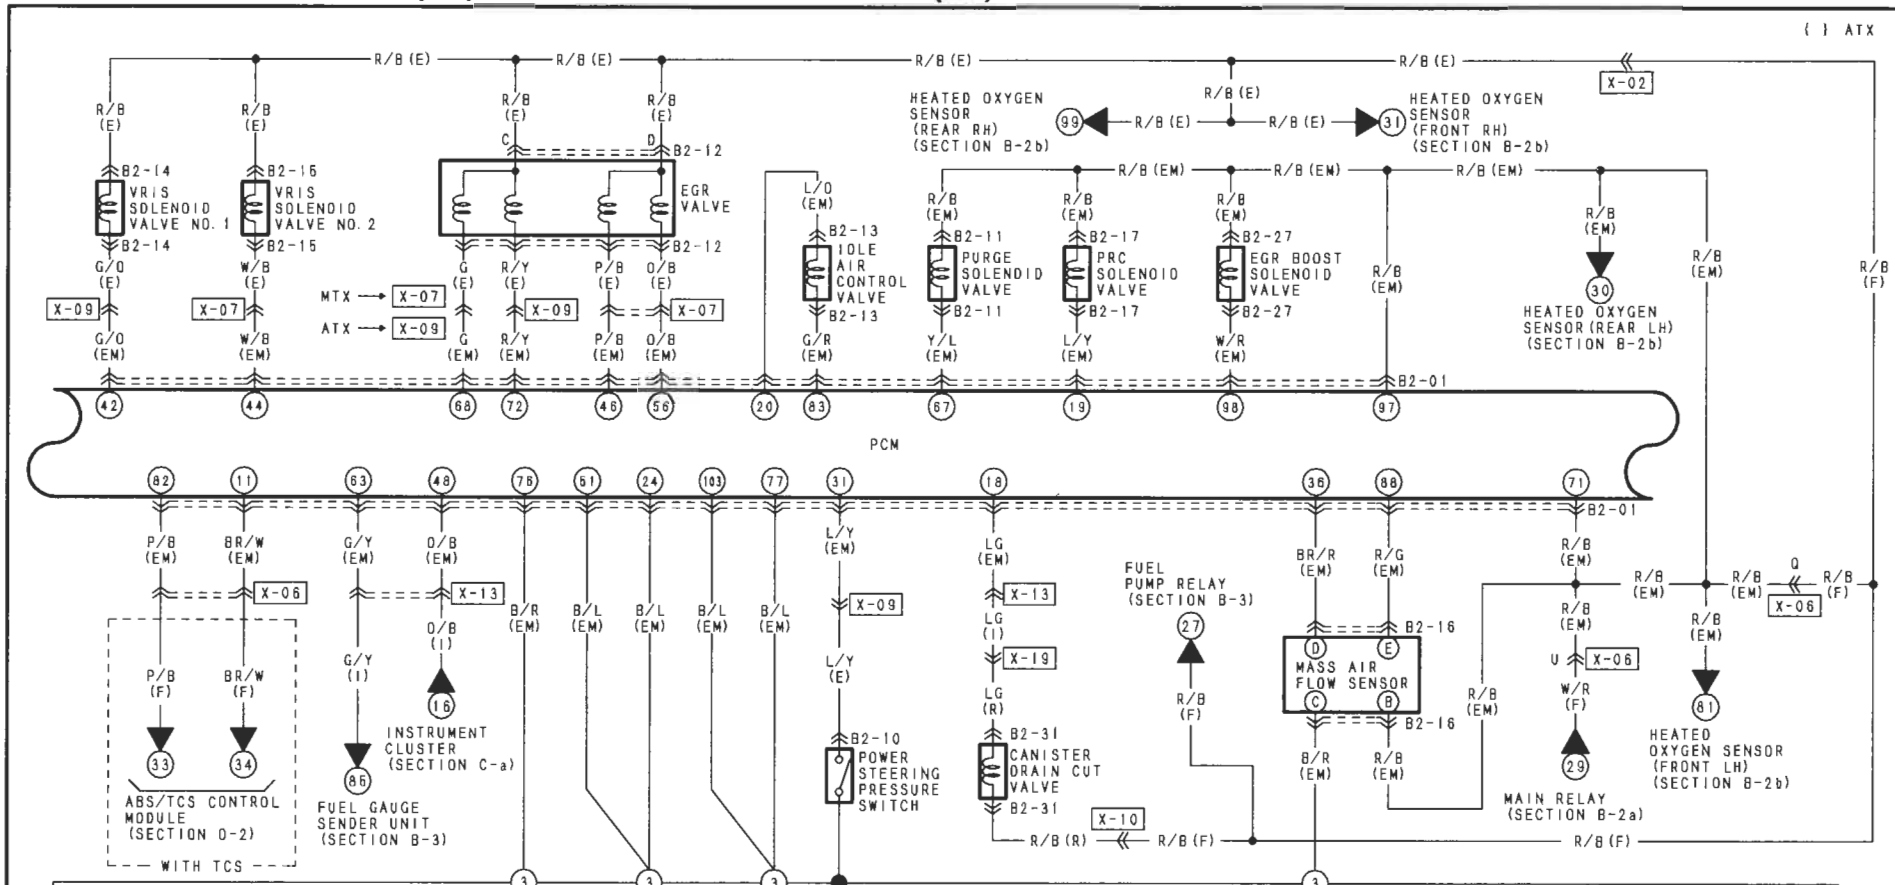 ( ) ATX
R/B (E)
R/B (E)
R/B (E)
R/B (E)
X-02
R/B
(E)
R/B
(E)
R/B
(E)
R/B
(E)
R/B (E)
HEATED OXYGEN
SENSOR
(REAR RH)
(SECTION B-2b)
99
R/B (E)
R/B (E)
31
HEATED OXYGEN
SENSOR
(FRONT RH)
(SECTION B-2b)
C
D
B2-12
B2-14
VRIS
SOLENOID
VALVE NO. 1
B2-14
B2-15
VRIS
SOLENOID
VALVE NO. 2
B2-15
EGR
VALVE
B2-12
R/B (EM)
R/B (EM)
R/B (EM)
L/O
(EM)
R/B
(EM)
R/B
(EM)
R/B
(EM)
R/B
(EM)
R/B
(EM)
R/B
(EM)
R/B
(F)
B2-13
IDLE
AIR
CONTROL
VALVE
B2-13
B2-11
PURGE
SOLENOID
VALVE
B2-11
B2-17
PRC
SOLENOID
VALVE
B2-17
B2-27
EGR BOOST
SOLENOID
VALVE
B2-27
30
HEATED OXYGEN
SENSOR (REAR LH)
(SECTION B-2b)
G/O
(E)
W/B
(E)
G
(E)
R/Y
(E)
P/B
(E)
O/B
(E)
MTX
X-07
ATX
X-09
X-09
X-07
X-09
X-07
G/O
(EM)
W/B
(EM)
G
(EM)
R/Y
(EM)
P/B
(EM)
O/B
(EM)
G/R
(EM)
Y/L
(EM)
L/Y
(EM)
W/R
(EM)
B2-01
42
44
68
72
46
56
20
83
67
19
98
97
PCM
82
11
63
48
76
51
24
103
77
31
18
36
88
71
B2-01
P/B
(EM)
BR/W
(EM)
G/Y
(EM)
O/B
(EM)
L/Y
(EM)
LG
(EM)
BR/R
(EM)
R/G
(EM)
R/B
(EM)
X-06
X-13
B/R
(EM)
B/L
(EM)
B/L
(EM)
B/L
(EM)
B/L
(EM)
X-09
X-13
LG
(I)
X-19
LG
(R)
FUEL
PUMP RELAY
(SECTION B-3)
27
R/B
(F)
R/B
(EM)
R/B
(EM)
Q
X-06
R/B
(F)
R/B
(EM)
U
X-06
W/R
(F)
29
MAIN RELAY
(SECTION B-2a)
R/B
(EM)
81
HEATED
OXYGEN SENSOR
(FRONT LH)
(SECTION B-2b)
B2-16
D
E
MASS AIR
FLOW SENSOR
C
B
B2-16
R/B
(EM)
B/R
(EM)
R/B
(EM)
P/B
(F)
BR/W
(F)
33
34
ABS/TCS CONTROL
MODULE
(SECTION O-2)
WITH TCS
G/Y
(I)
O/B
(I)
16
INSTRUMENT
CLUSTER
(SECTION C-a)
86
FUEL GAUGE
SENDER UNIT
(SECTION B-3)
L/Y
(E)
B2-10
POWER
STEERING
PRESSURE
SWITCH
B2-31
CANISTER
DRAIN CUT
VALVE
B2-31
R/B (R)
X-10
R/B (F)
R/B (F)
3
3
3
3